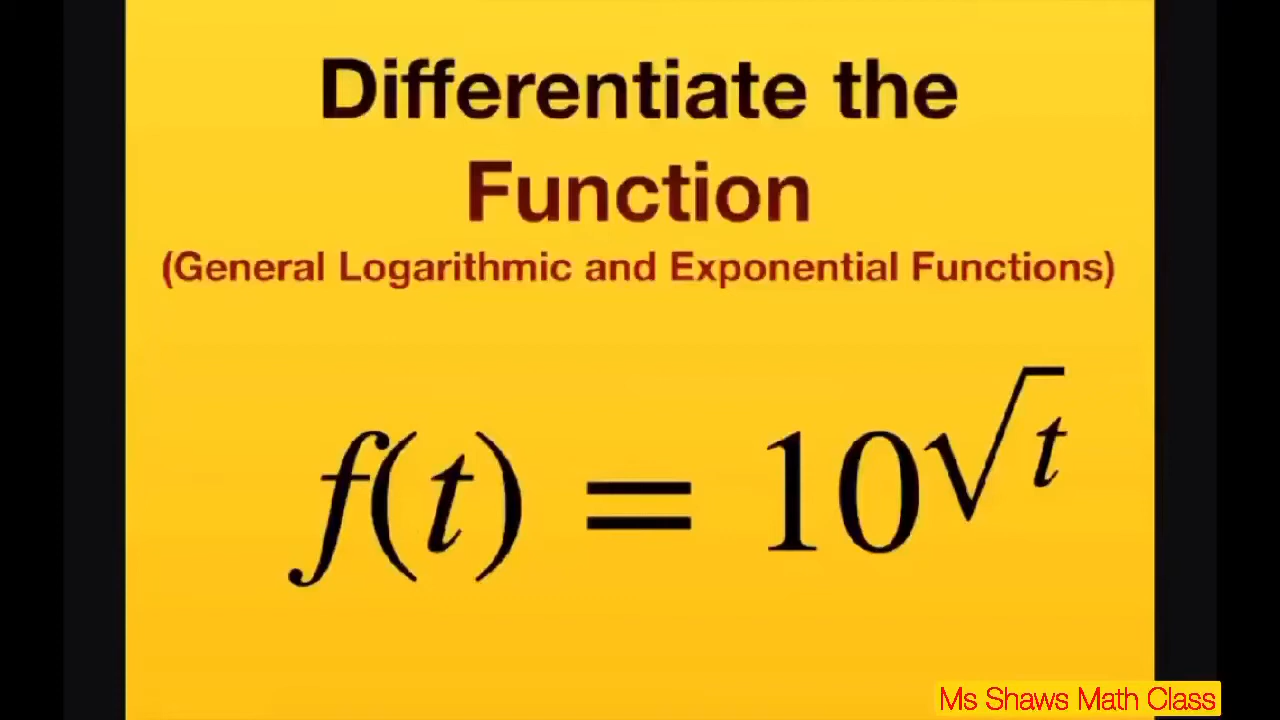 Differentiate the
Function
(General Logarithmic and Exponential Functions)
f(t) = 10^√t
Ms Shaws Math Class